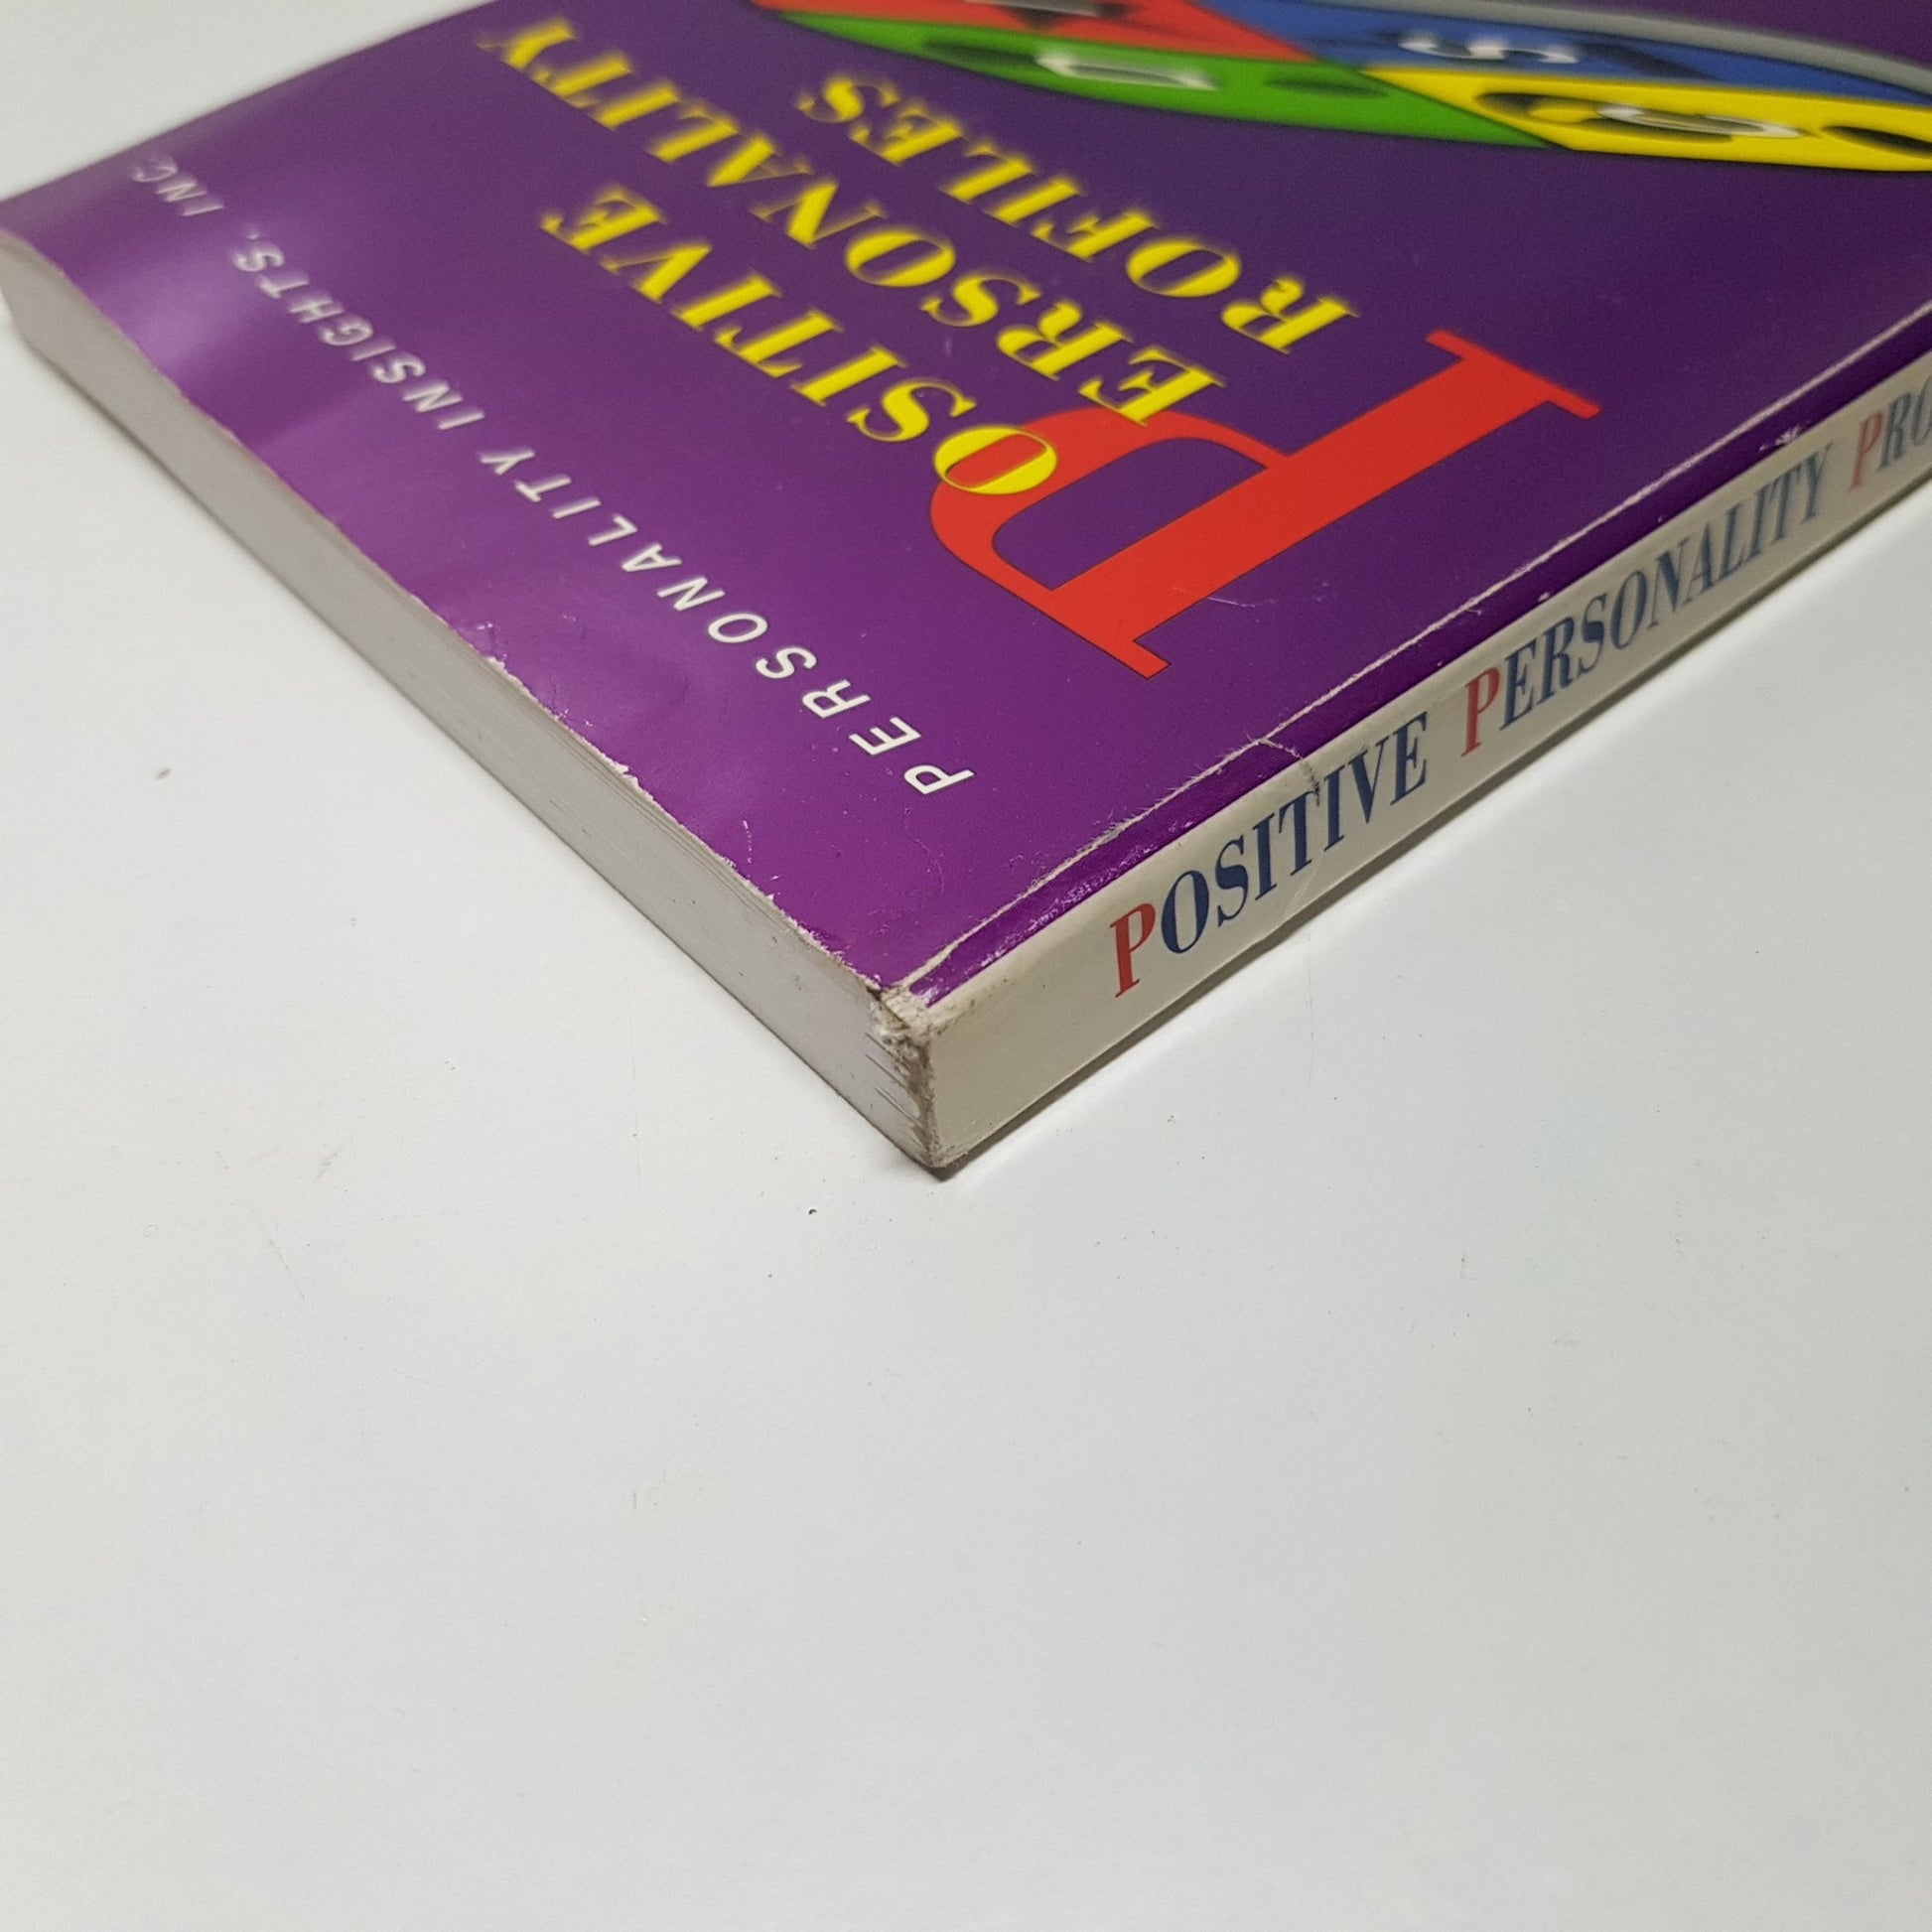 PERSONALITY INSIGHTS, INC.
POSITIVE
ERSONALITY
ROFILES
C D
S
POSITIVE PERSONALITY PRO